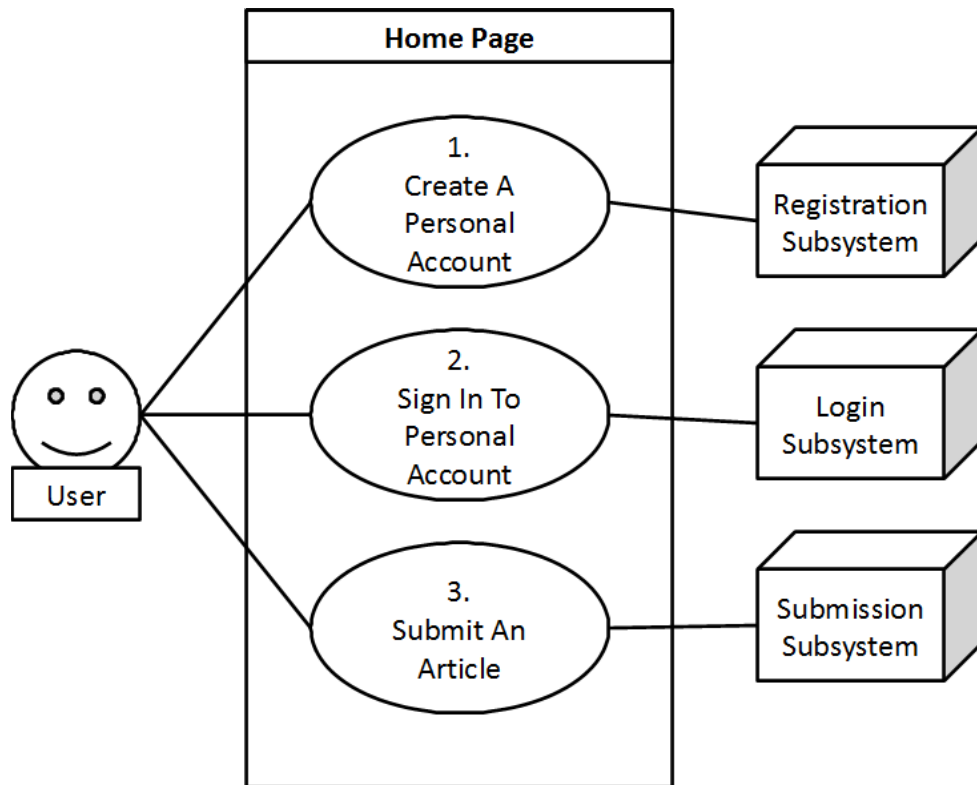 Home Page
1.
Create A
Personal
Account
Registration
Subsystem
2.
Sign In To
Personal
Account
Login
Subsystem
User
3.
Submit An
Article
Submission
Subsystem